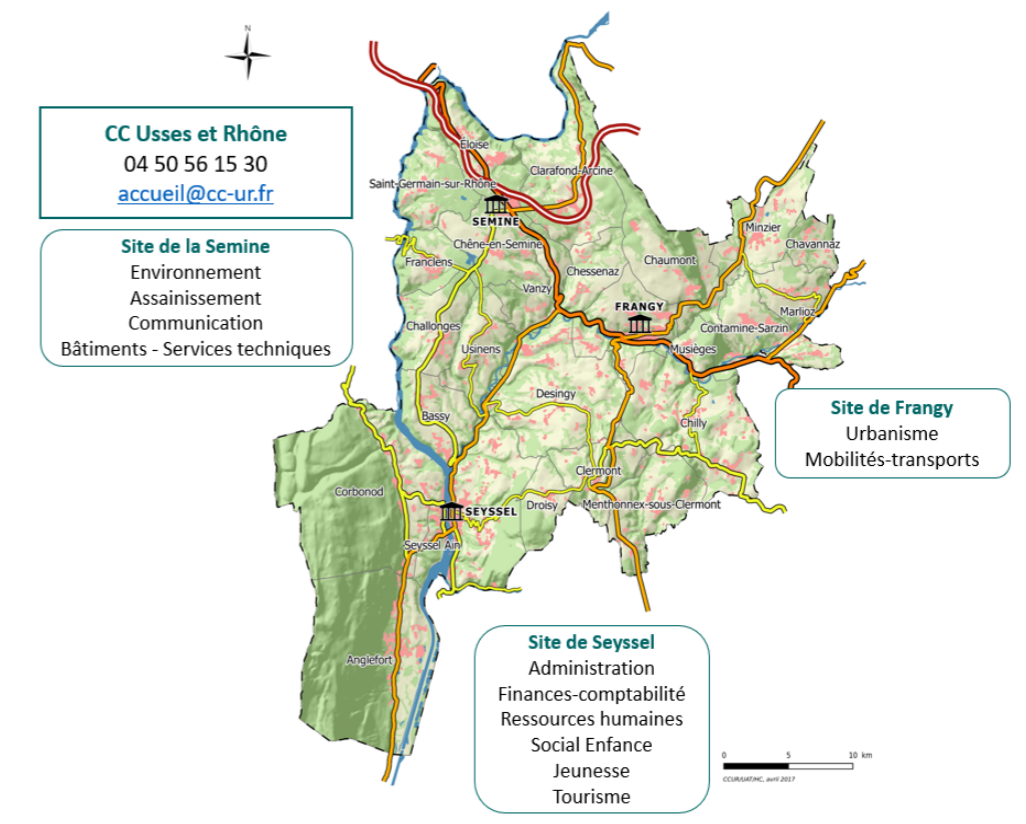 N
CC Usses et Rhône
04 50 56 15 30
accueil@cc-ur.fr
Site de la Semine
Environnement
Assainissement
Communication
Bâtiments - Services techniques
Éloise
Clarafond-Arcine
Saint-Germain-sur-Rhône
SEMINE
Chêne-en-Semine
Franclens
Chessenaz
Vanzy
Chaumont
Minzier
Chavannaz
FRANGY
Marlioz
Contamine-Sarzin
Challonges
Usinens
Musièges
Desingy
Bassy
Chilly
Clermont
Corbonod
SEYSSEL
Droisy
Menthonnex-sous-Clermont
Seyssel Ain
Anglefort
Site de Frangy
Urbanisme
Mobilités-transports
Site de Seyssel
Administration
Finances-comptabilité
Ressources humaines
Social Enfance
Jeunesse
Tourisme
0 5 10 km
CCUR/UAT/HC, avril 2017